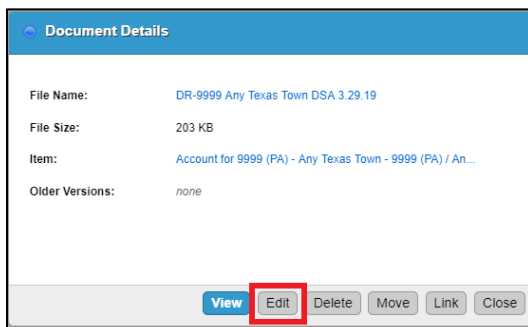 Document Details
File Name: DR-9999 Any Texas Town DSA 3.29.19
File Size: 203 KB
Item: Account for 9999 (PA) - Any Texas Town - 9999 (PA) / An...
Older Versions: none
View Edit Delete Move Link Close